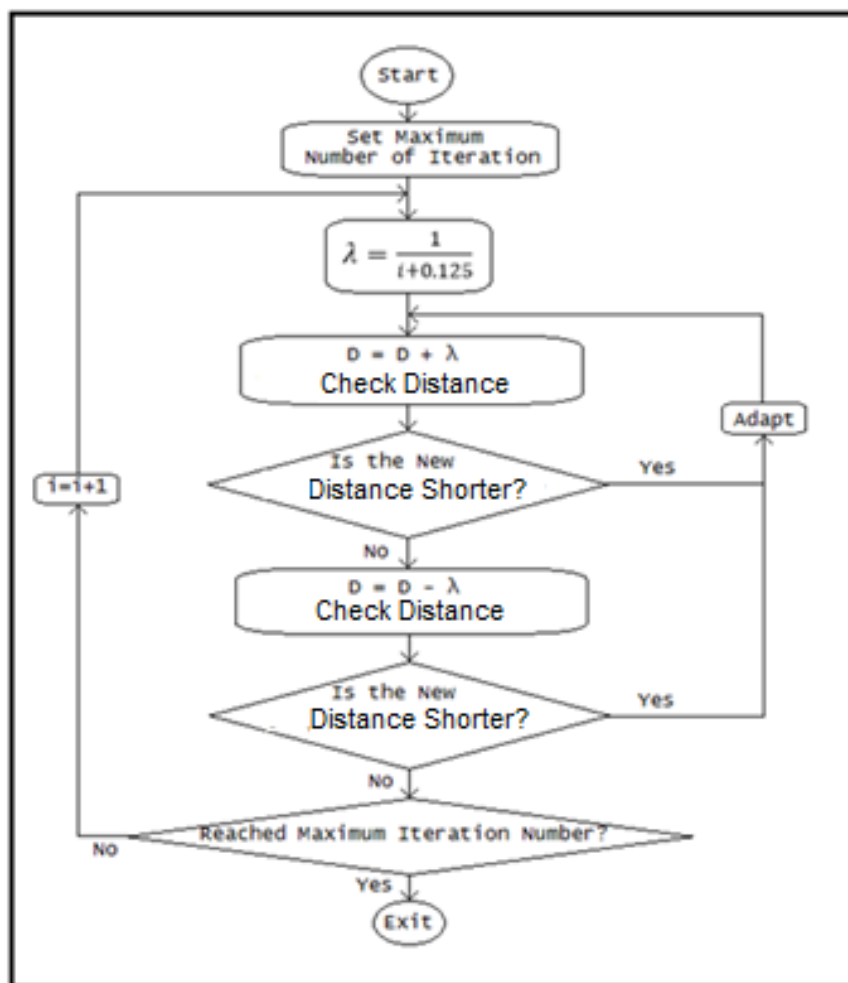 Start
Set Maximum
Number of Iteration
λ = 1 / i+0.125
D = D + λ
Check Distance
Adapt
Is the New
Distance Shorter?
Yes
i=i+1
No
D = D - λ
Check Distance
Is the New
Distance Shorter?
Yes
No
Reached Maximum Iteration Number?
No
Yes
Exit